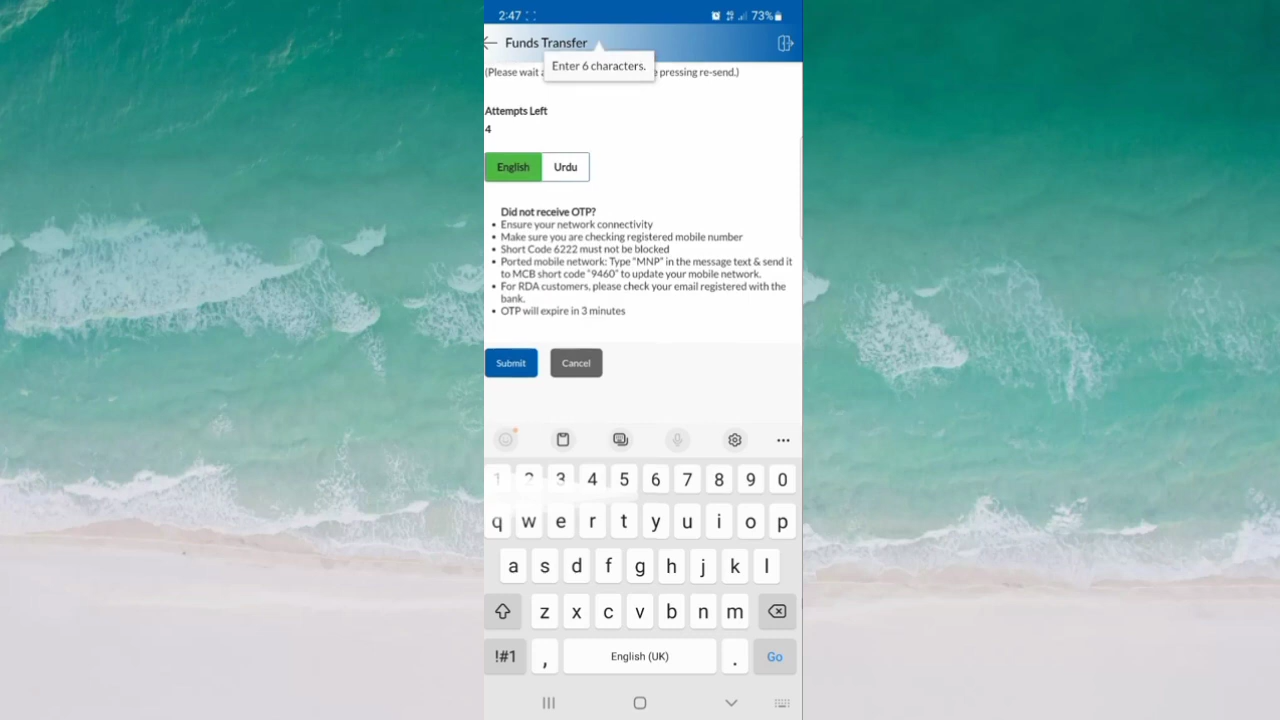 2:47 73%
Funds Transfer
Enter 6 characters.
(Please wait pressing re-send.)
Attempts Left
4
English Urdu
Did not receive OTP?
• Ensure your network connectivity
• Make sure you are checking registered mobile number
• Short Code 6222 must not be blocked
• Ported mobile network: Type "MNP" in the message text & send it
to MCB short code "9460" to update your mobile network.
• For RDA customers, please check your email registered with the
bank.
• OTP will expire in 3 minutes
Submit Cancel
1 2 3 4 5 6 7 8 9 0
q w e r t y u i o p
a s d f g h j k l
z x c v b n m
!#1 , English (UK) . Go